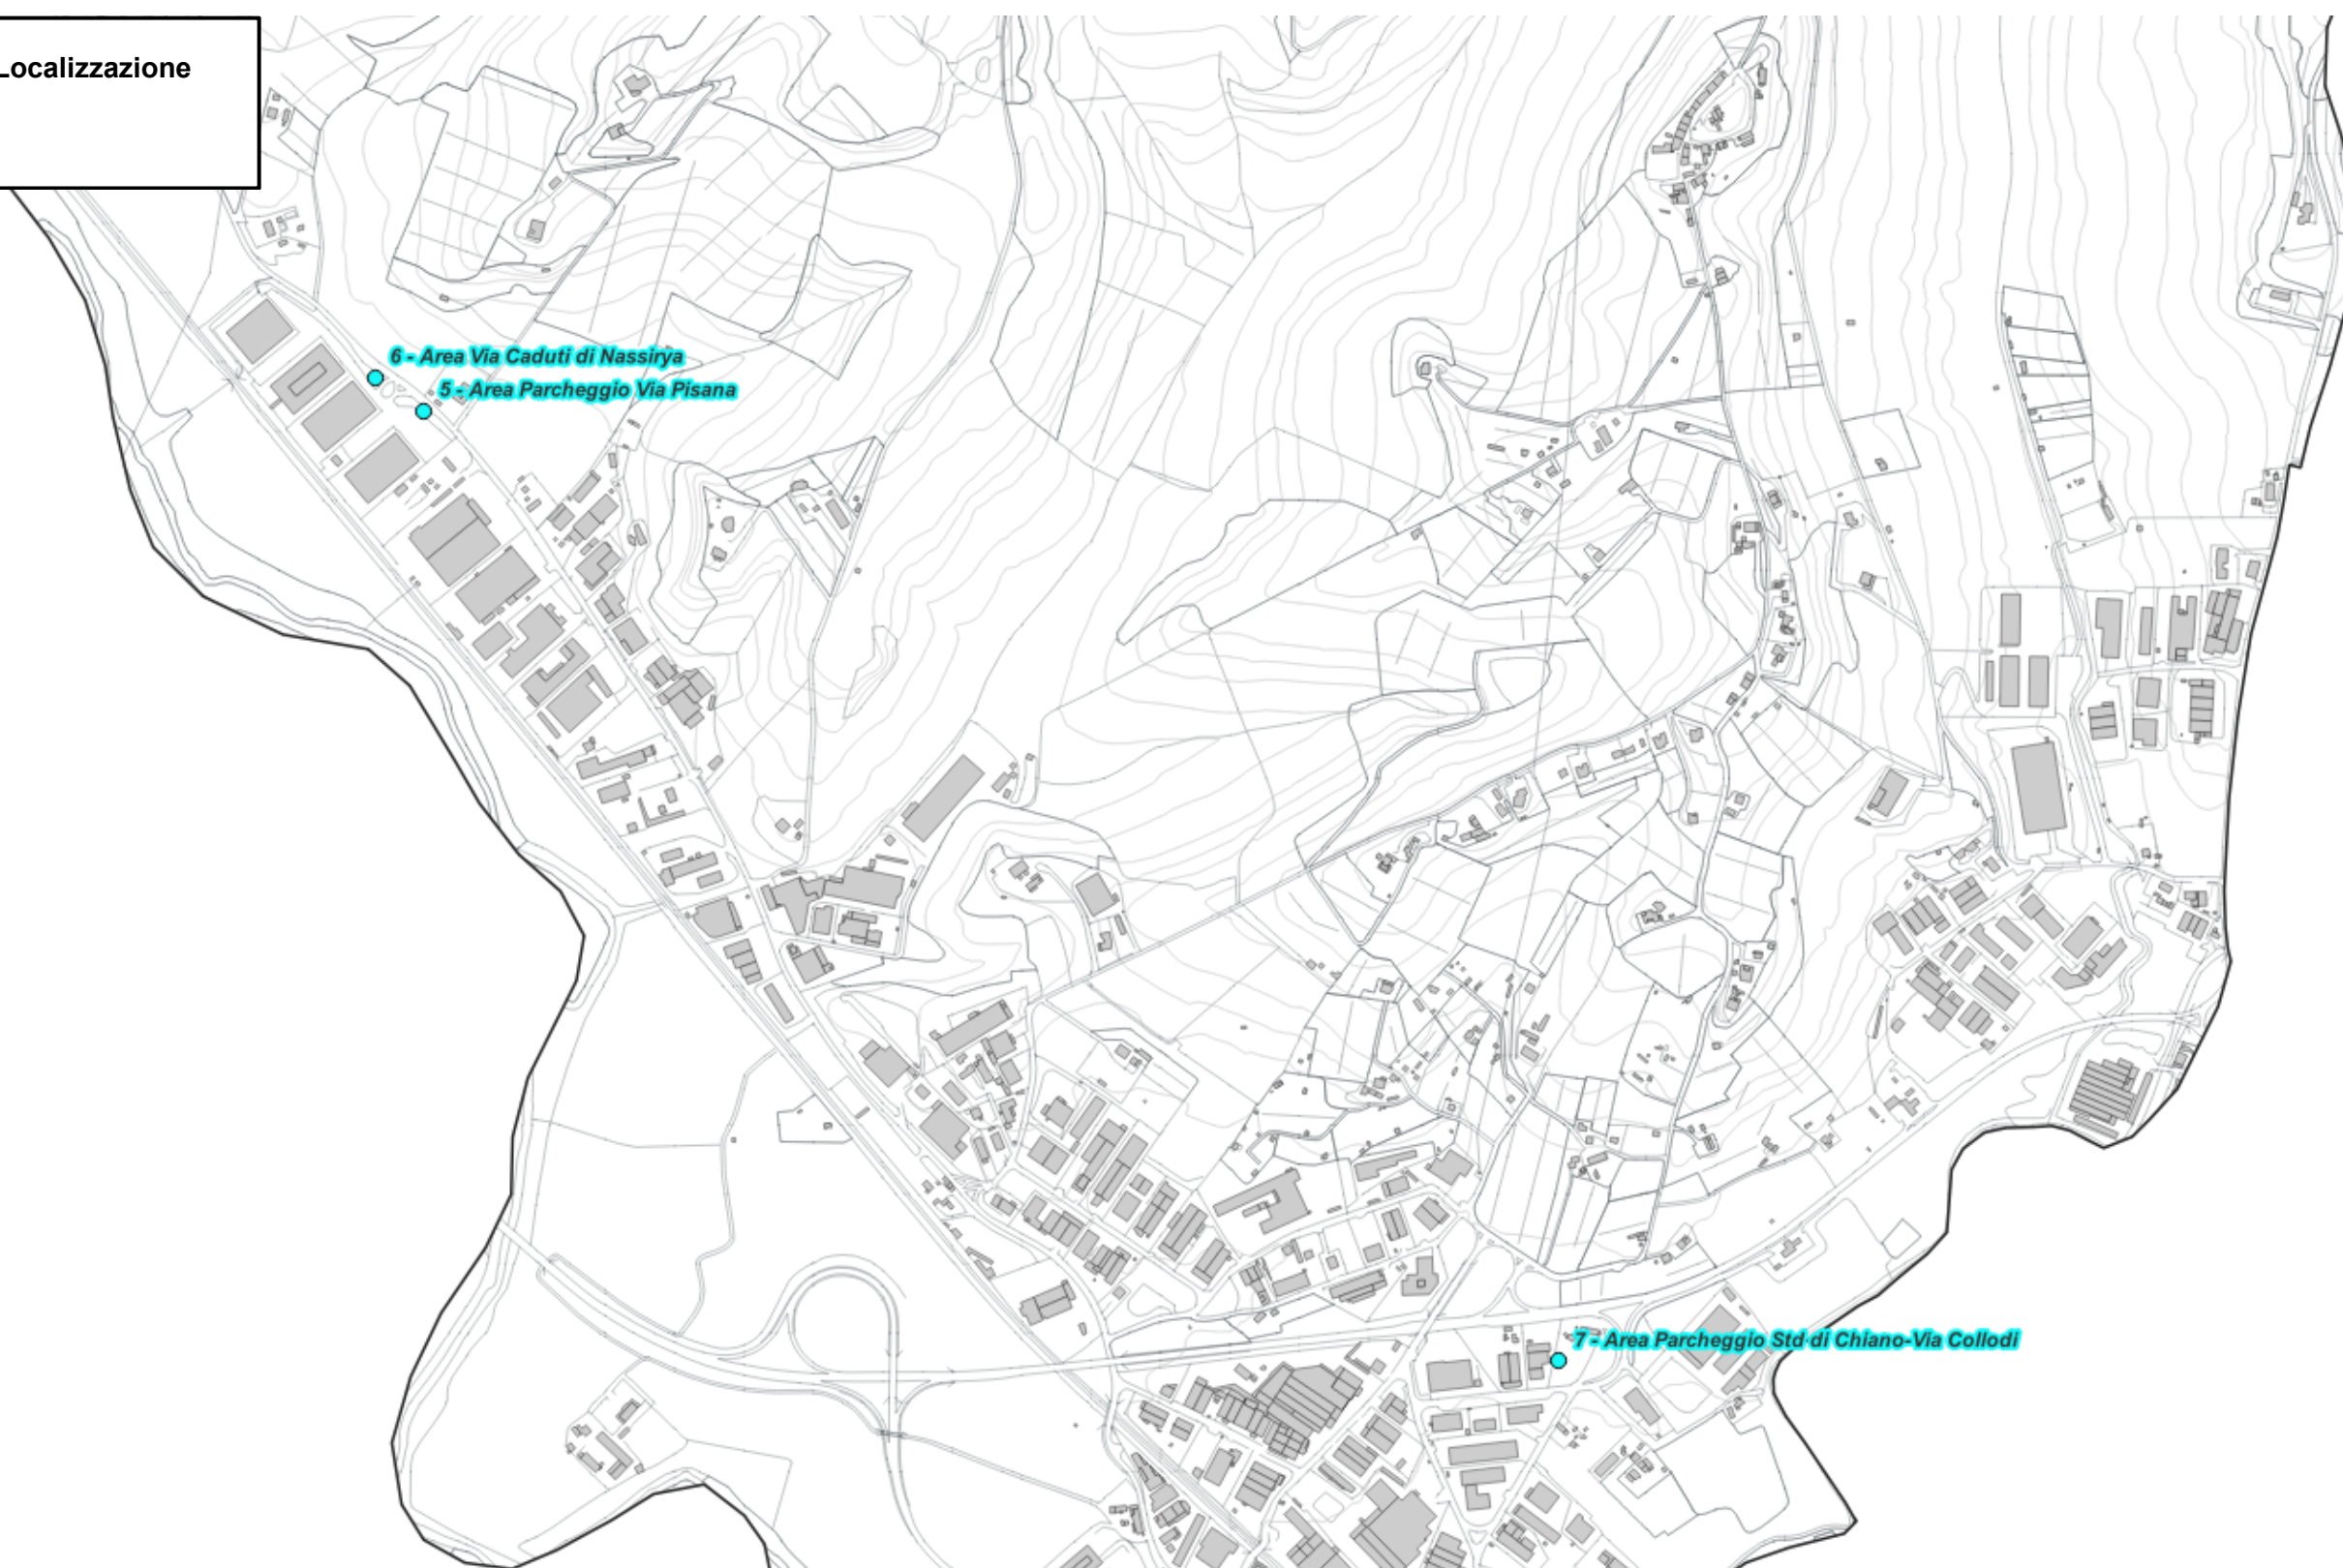 Localizzazione
6 - Area Via Caduti di Nassirya
5 - Area Parcheggio Via Pisana
7 - Area Parcheggio Std di Chiano-Via Collodi